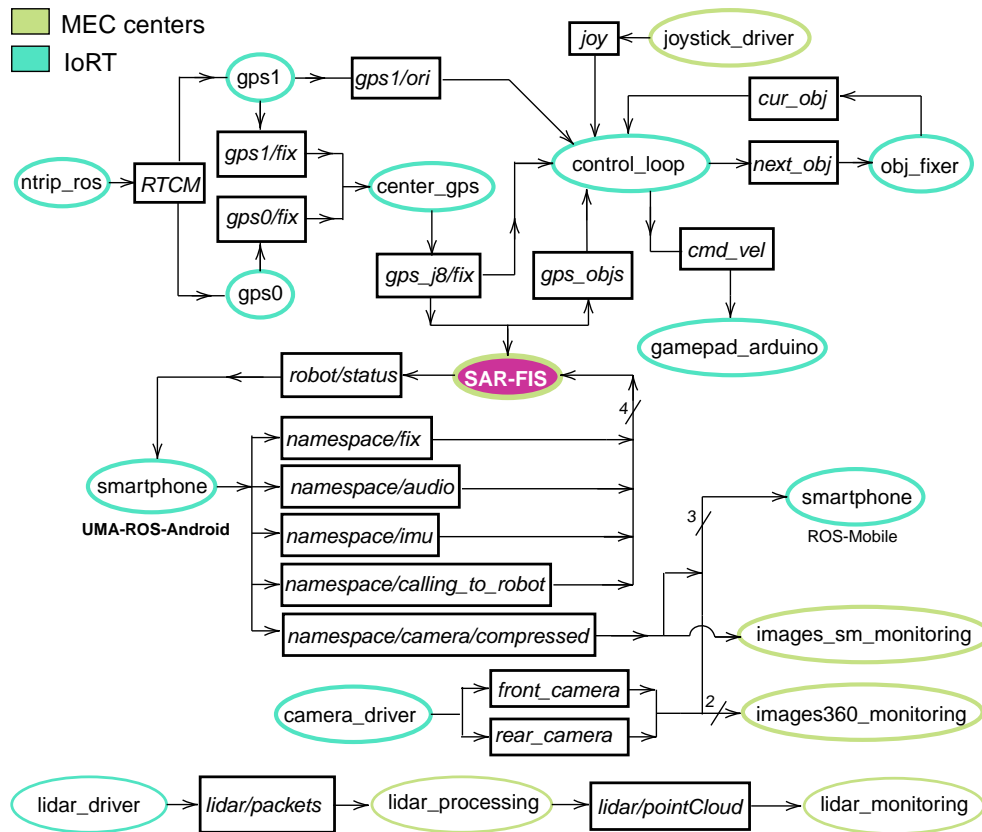 MEC centers
IoRT
joy
joystick_driver
gps1
gps1/ori
cur_obj
gps1/fix
control_loop
next_obj
obj_fixer
ntrip_ros
RTCM
center_gps
gps0/fix
cmd_vel
gps_j8/fix
gps_objs
gps0
gamepad_arduino
robot/status
SAR-FIS
4
namespace/fix
smartphone
namespace/audio
smartphone
UMA-ROS-Android
3
namespace/imu
ROS-Mobile
namespace/calling_to_robot
namespace/camera/compressed
images_sm_monitoring
front_camera
2
camera_driver
images360_monitoring
rear_camera
lidar_driver
lidar/packets
lidar_processing
lidar/pointCloud
lidar_monitoring